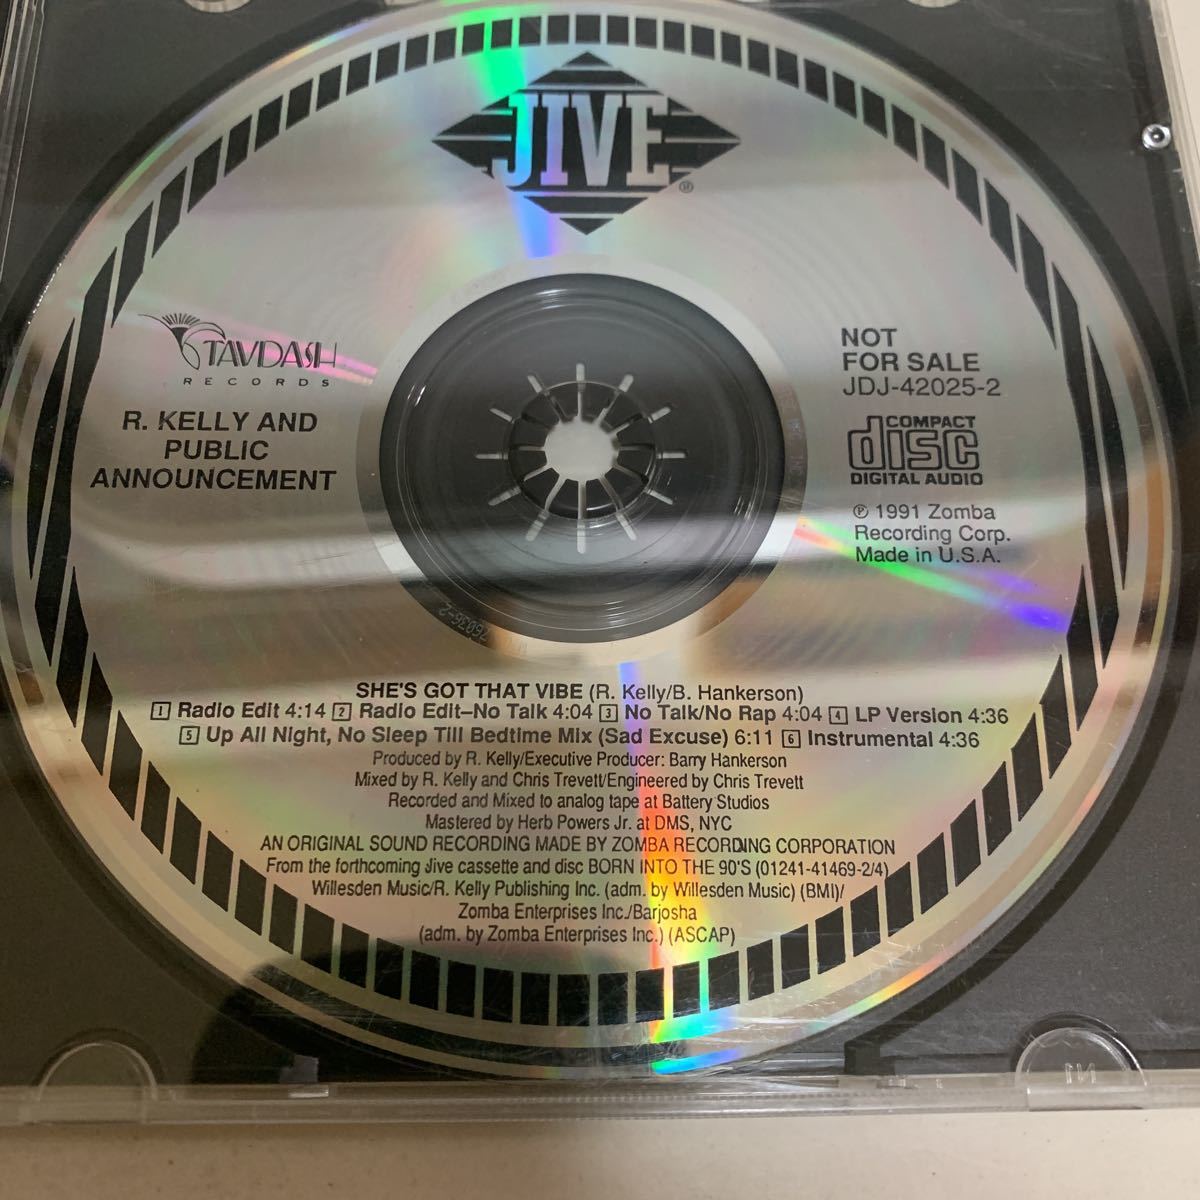 JIVE®
TAVDASH
RECORDS
R. KELLY AND
PUBLIC
ANNOUNCEMENT
NOT
FOR SALE
JDJ-42025-2
COMPACT
disc
DIGITAL AUDIO
℗ 1991 Zomba
Recording Corp.
Made in U.S.A.
SHE'S GOT THAT VIBE (R. Kelly/B. Hankerson)
1 Radio Edit 4:14 2 Radio Edit–No Talk 4:04 3 No Talk/No Rap 4:04 4 LP Version 4:36
5 Up All Night, No Sleep Till Bedtime Mix (Sad Excuse) 6:11 6 Instrumental 4:36
Produced by R. Kelly/Executive Producer: Barry Hankerson
Mixed by R. Kelly and Chris Trevett/Engineered by Chris Trevett
Recorded and Mixed to analog tape at Battery Studios
Mastered by Herb Powers Jr. at DMS, NYC
AN ORIGINAL SOUND RECORDING MADE BY ZOMBA RECORDING CORPORATION
From the forthcoming Jive cassette and disc BORN INTO THE 90'S (01241-41469-2/4)
Willesden Music/R. Kelly Publishing Inc. (adm. by Willesden Music) (BMI)/
Zomba Enterprises Inc./Barjosha
(adm. by Zomba Enterprises Inc.) (ASCAP)